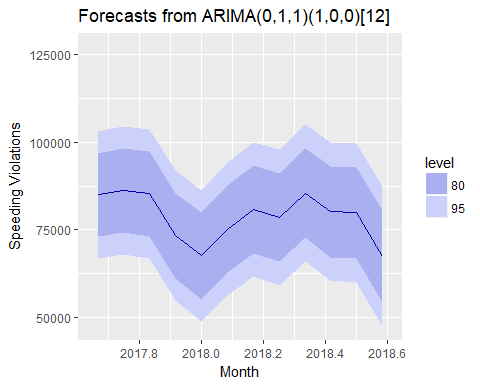 Forecasts from ARIMA(0,1,1)(1,0,0)[12]
125000
100000
75000
50000
Speeding Violations
2017.8
2018.0
2018.2
2018.4
2018.6
Month
level
80
95